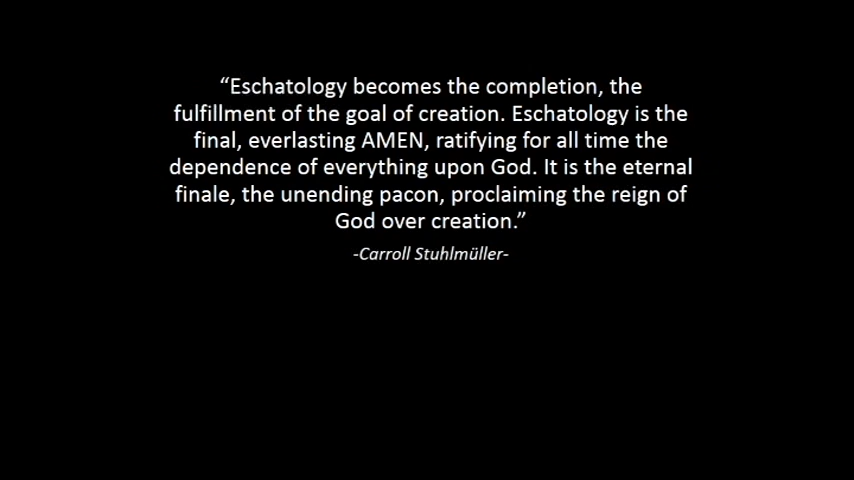 “Eschatology becomes the completion, the
fulfillment of the goal of creation. Eschatology is the
final, everlasting AMEN, ratifying for all time the
dependence of everything upon God. It is the eternal
finale, the unending pacon, proclaiming the reign of
God over creation.”
-Carroll Stuhlmüller-